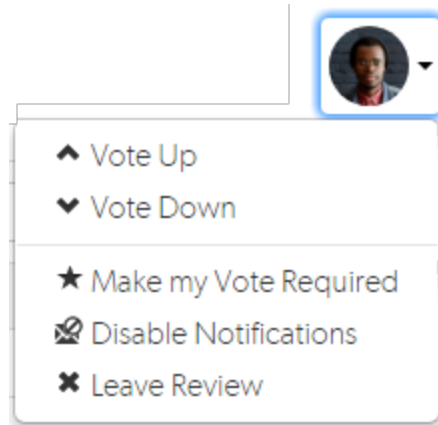 Vote Up
Vote Down
Make my Vote Required
Disable Notifications
Leave Review